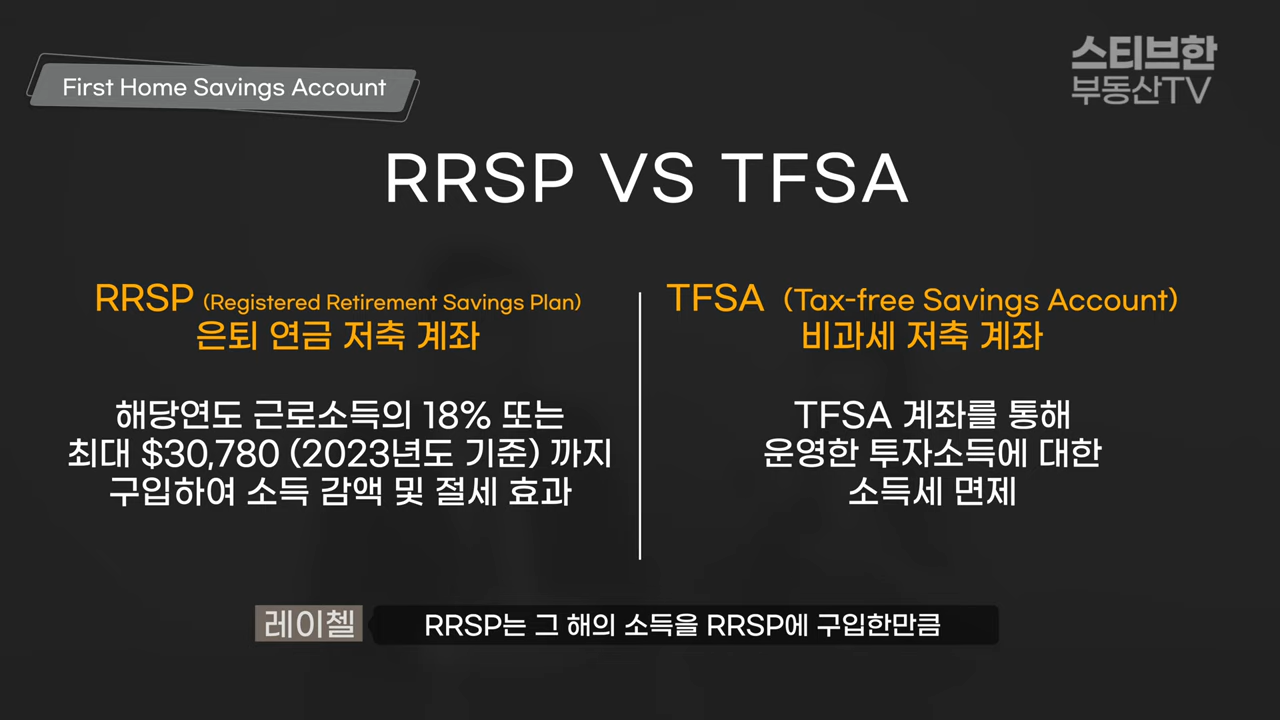 First Home Savings Account
스티브한
부동산TV
RRSP VS TFSA
RRSP (Registered Retirement Savings Plan)
은퇴 연금 저축 계좌
해당연도 근로소득의 18% 또는
최대 $30,780 (2023년도 기준) 까지
구입하여 소득 감액 및 절세 효과
TFSA (Tax-free Savings Account)
비과세 저축 계좌
TFSA 계좌를 통해
운영한 투자소득에 대한
소득세 면제
레이첼
RRSP는 그 해의 소득을 RRSP에 구입한만큼